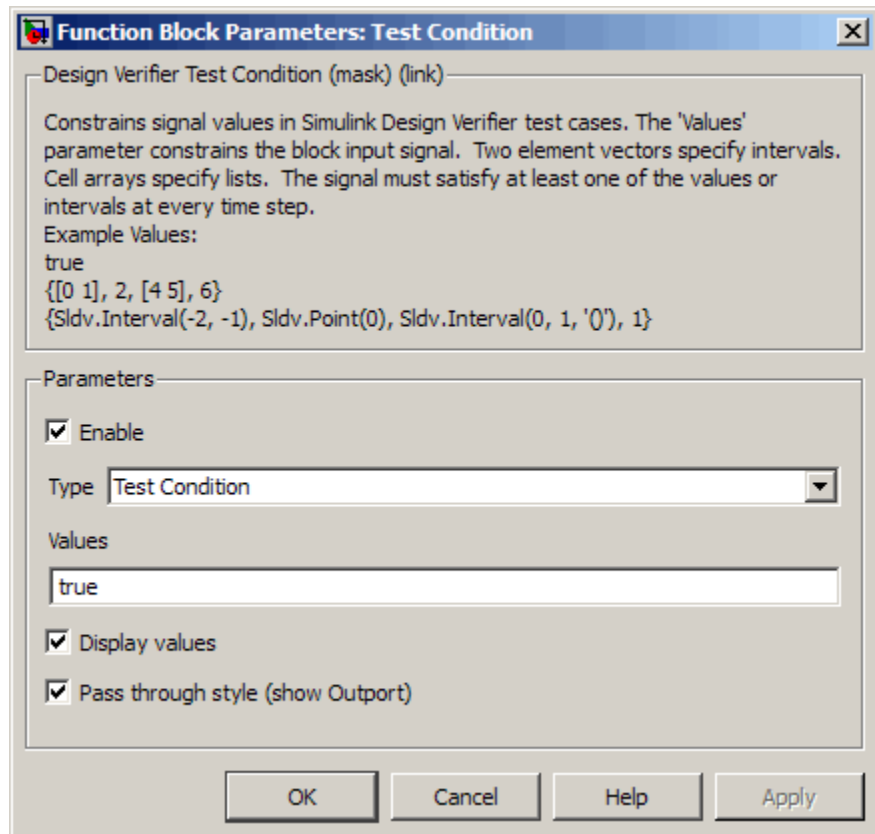 Function Block Parameters: Test Condition
Design Verifier Test Condition (mask) (link)
Constrains signal values in Simulink Design Verifier test cases. The 'Values'
parameter constrains the block input signal.  Two element vectors specify intervals.
Cell arrays specify lists.  The signal must satisfy at least one of the values or
intervals at every time step.
Example Values:
true
{[0 1], 2, [4 5], 6}
{Sldv.Interval(-2, -1), Sldv.Point(0), Sldv.Interval(0, 1, '()'), 1}
Parameters
Enable
Type Test Condition
Values
true
Display values
Pass through style (show Outport)
OK Cancel Help Apply